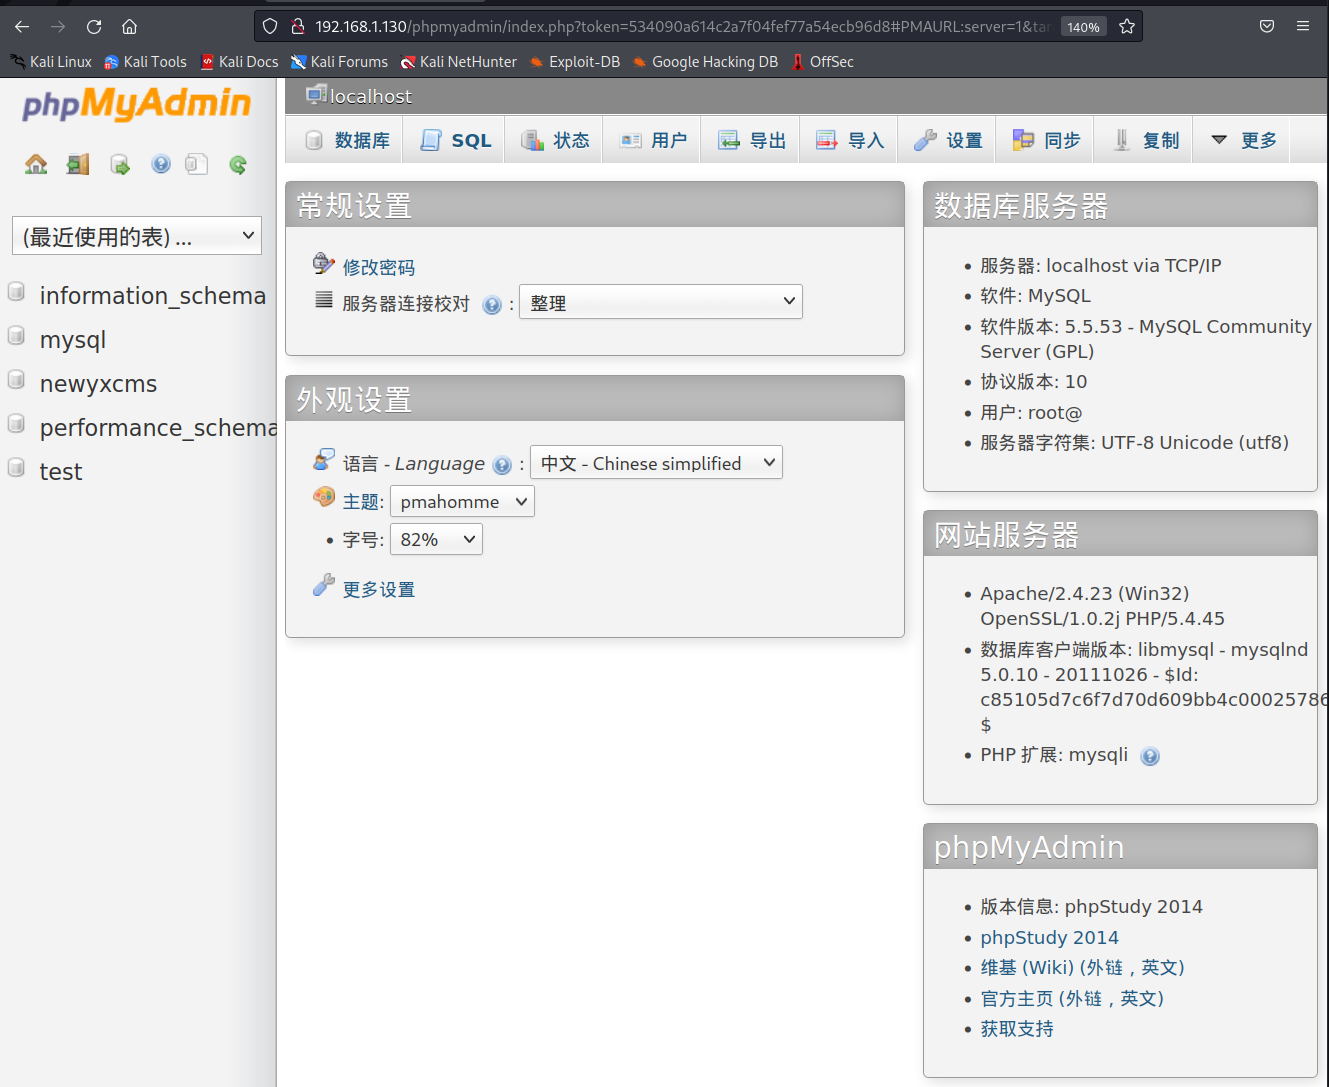 192.168.1.130/phpmyadmin/index.php?token=534090a614c2a7f04fef77a54ecb96d8#PMAURL:server=1&tar 140%
Kali Linux Kali Tools Kali Docs Kali Forums Kali NetHunter Exploit-DB Google Hacking DB OffSec
phpMyAdmin
(最近使用的表) ...
information_schema
mysql
newyxcms
performance_schema
test
localhost
数据库 SQL 状态 用户 导出 导入 设置 同步 复制 更多
常规设置
修改密码
服务器连接校对 : 整理
外观设置
语言 - Language : 中文 - Chinese simplified
主题: pmahomme
• 字号: 82%
更多设置
数据库服务器
• 服务器: localhost via TCP/IP
• 软件: MySQL
• 软件版本: 5.5.53 - MySQL Community
Server (GPL)
• 协议版本: 10
• 用户: root@
• 服务器字符集: UTF-8 Unicode (utf8)
网站服务器
• Apache/2.4.23 (Win32)
OpenSSL/1.0.2j PHP/5.4.45
• 数据库客户端版本: libmysql - mysqlnd
5.0.10 - 20111026 - $Id:
c85105d7c6f7d70d609bb4c00025786
$
• PHP 扩展: mysqli
phpMyAdmin
• 版本信息: phpStudy 2014
• phpStudy 2014
• 维基 (Wiki) (外链，英文)
• 官方主页 (外链，英文)
• 获取支持